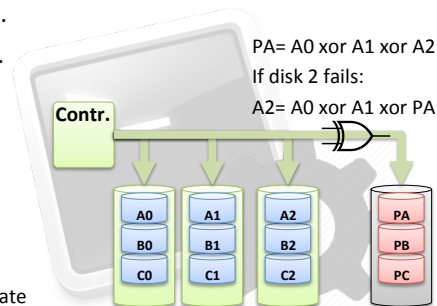 .
PA= A0 xor A1 xor A2
.
If disk 2 fails:
A2= A0 xor A1 xor PA
Contr.
A0 A1 A2 PA
B0 B1 B2 PB
C0 C1 C2 PC
ate